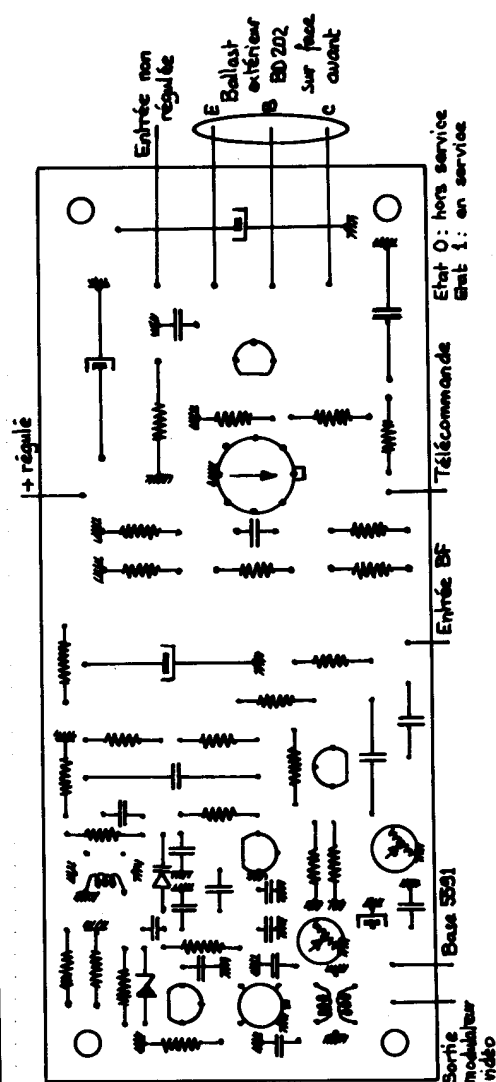 Entrée non
régulée
E
B
C
Ballast
extérieur
BD 202
sur face
avant
+ régulé
Etat 0: hors service
Etat 1: en service
Télécommande
Entrée BF
Base 5591
Sortie
modulateur
vidéo